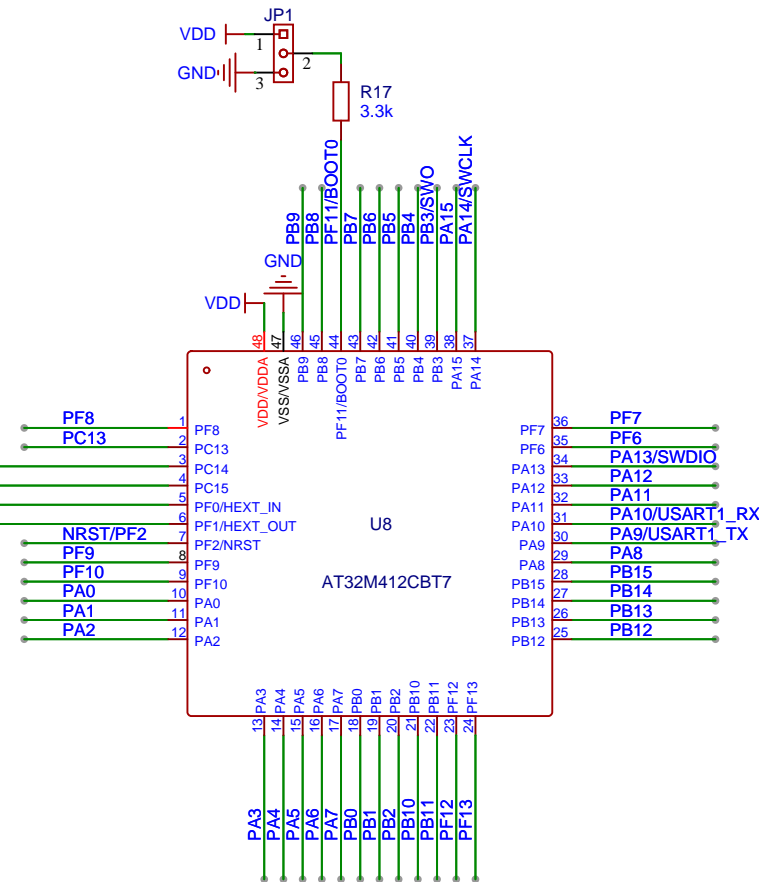 JP1
VDD
1
2
GND
3
R17
3.3k
PB9
PB8
PF11/BOOT0
PB7
PB6
PB5
PB4
PB3/SWO
PA15
PA14/SWCLK
GND
VDD
48
47
46
45
44
43
42
41
40
39
38
37
VDD/VDDA
VSS/VSSA
PB9
PB8
PF11/BOOT0
PB7
PB6
PB5
PB4
PB3
PA15
PA14
PF8 1 PF8
PC13 2 PC13
3 PC14
4 PC15
5 PF0/HEXT_IN
6 PF1/HEXT_OUT
NRST/PF2 7 PF2/NRST
PF9 8 PF9
PF10 9 PF10
PA0 10 PA0
PA1 11 PA1
PA2 12 PA2
U8
AT32M412CBT7
PF7 36 PF7
PF6 35 PF6
PA13 34 PA13/SWDIO
PA12 33 PA12
PA11 32 PA11
PA10 31 PA10/USART1_RX
PA9 30 PA9/USART1_TX
PA8 29 PA8
PB15 28 PB15
PB14 27 PB14
PB13 26 PB13
PB12 25 PB12
PA3
PA4
PA5
PA6
PA7
PB0
PB1
PB2
PB10
PB11
PF12
PF13
13
14
15
16
17
18
19
20
21
22
23
24
PA3
PA4
PA5
PA6
PA7
PB0
PB1
PB2
PB10
PB11
PF12
PF13